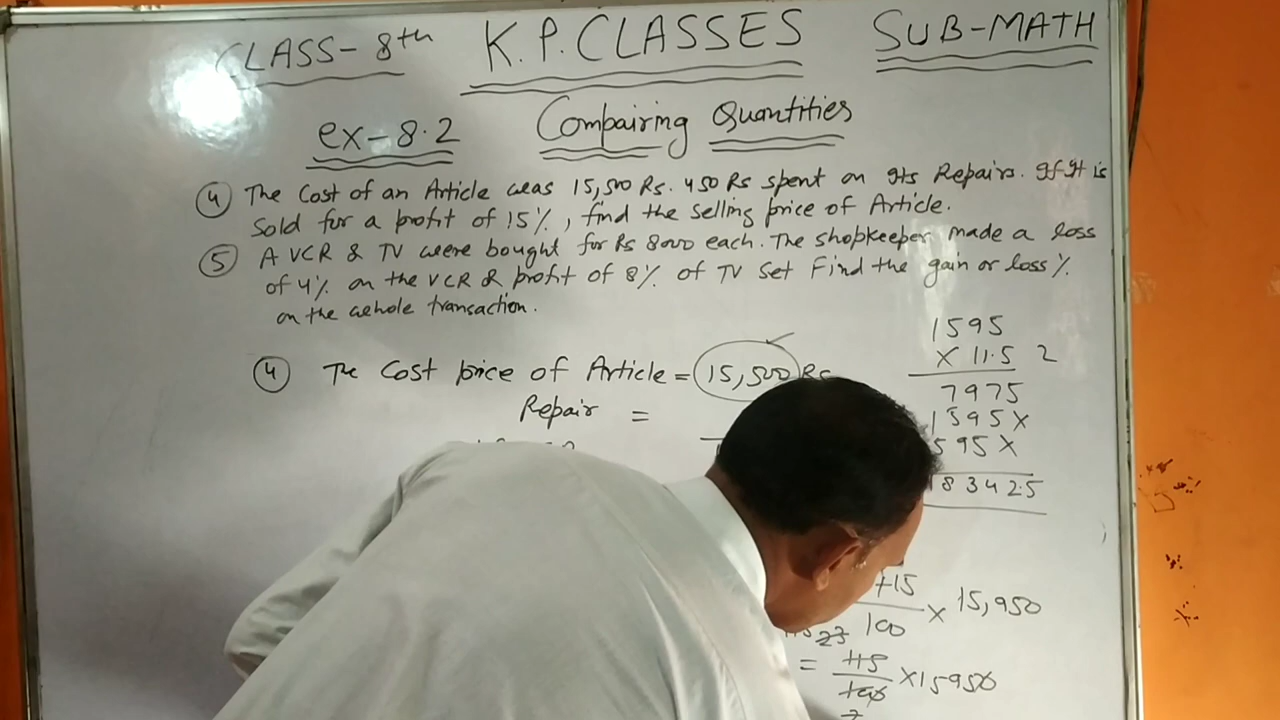 CLASS-8th K.P.CLASSES SUB-MATH
ex-8.2 Compairing Quantities
4 The Cost of an Article was 15,500 Rs. 450 Rs spent on Its Repairs. If It is
Sold for a profit of 15%, find the selling price of Article.
5 A VCR & TV were bought for Rs 8000 each. The shopkeeper made a loss
of 4% on the VCR & profit of 8% of TV Set Find the gain or loss %.
on the whole transaction.
4 The Cost price of Article = 15,500 Rs
Repair =
1595
× 11.5 2
7975
1595×
595×
18342.5
+15
100 × 15,950
23
= 115
100 ×15950